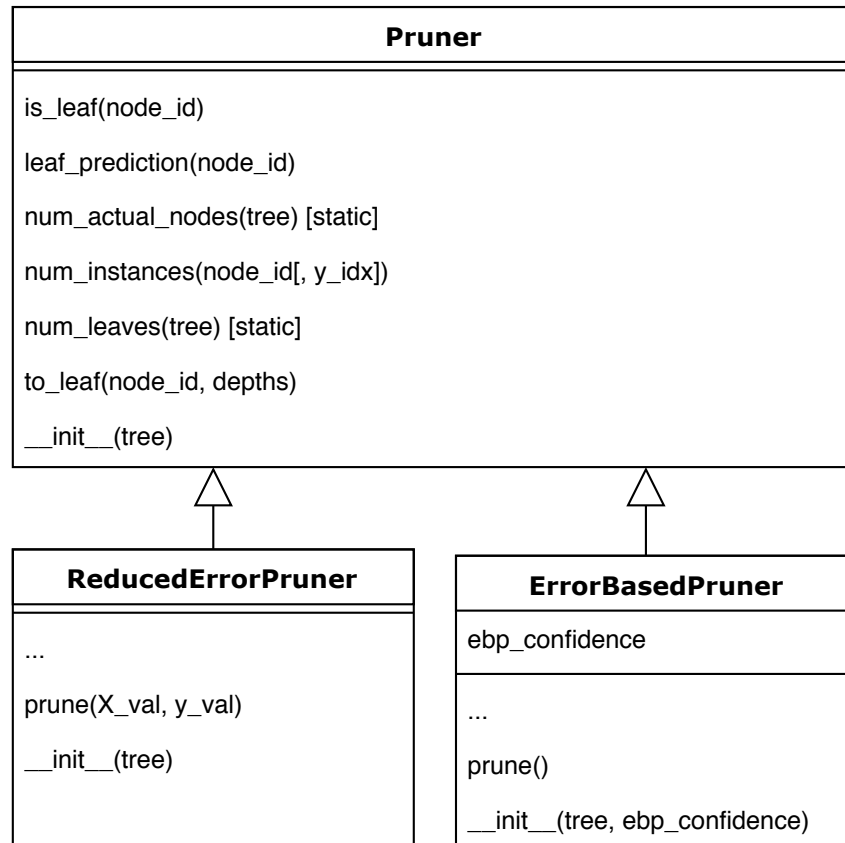 Pruner
is_leaf(node_id)
leaf_prediction(node_id)
num_actual_nodes(tree) [static]
num_instances(node_id[, y_idx])
num_leaves(tree) [static]
to_leaf(node_id, depths)
__init__(tree)
ReducedErrorPruner
...
prune(X_val, y_val)
__init__(tree)
ErrorBasedPruner
ebp_confidence
...
prune()
__init__(tree, ebp_confidence)